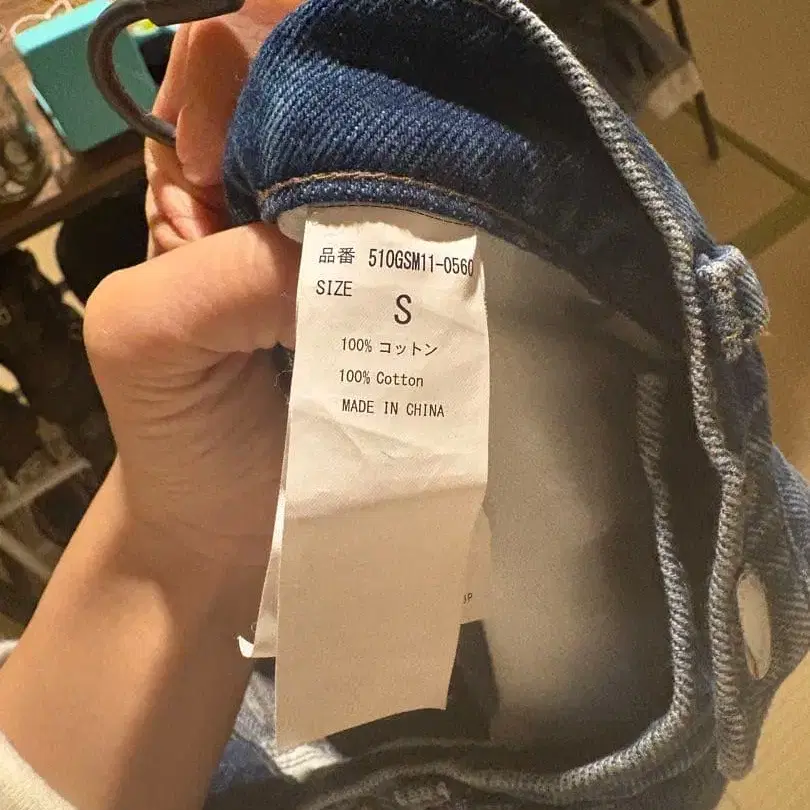 品番 510GSM11-0560
SIZE
S
100% コットン
100% Cotton
MADE IN CHINA